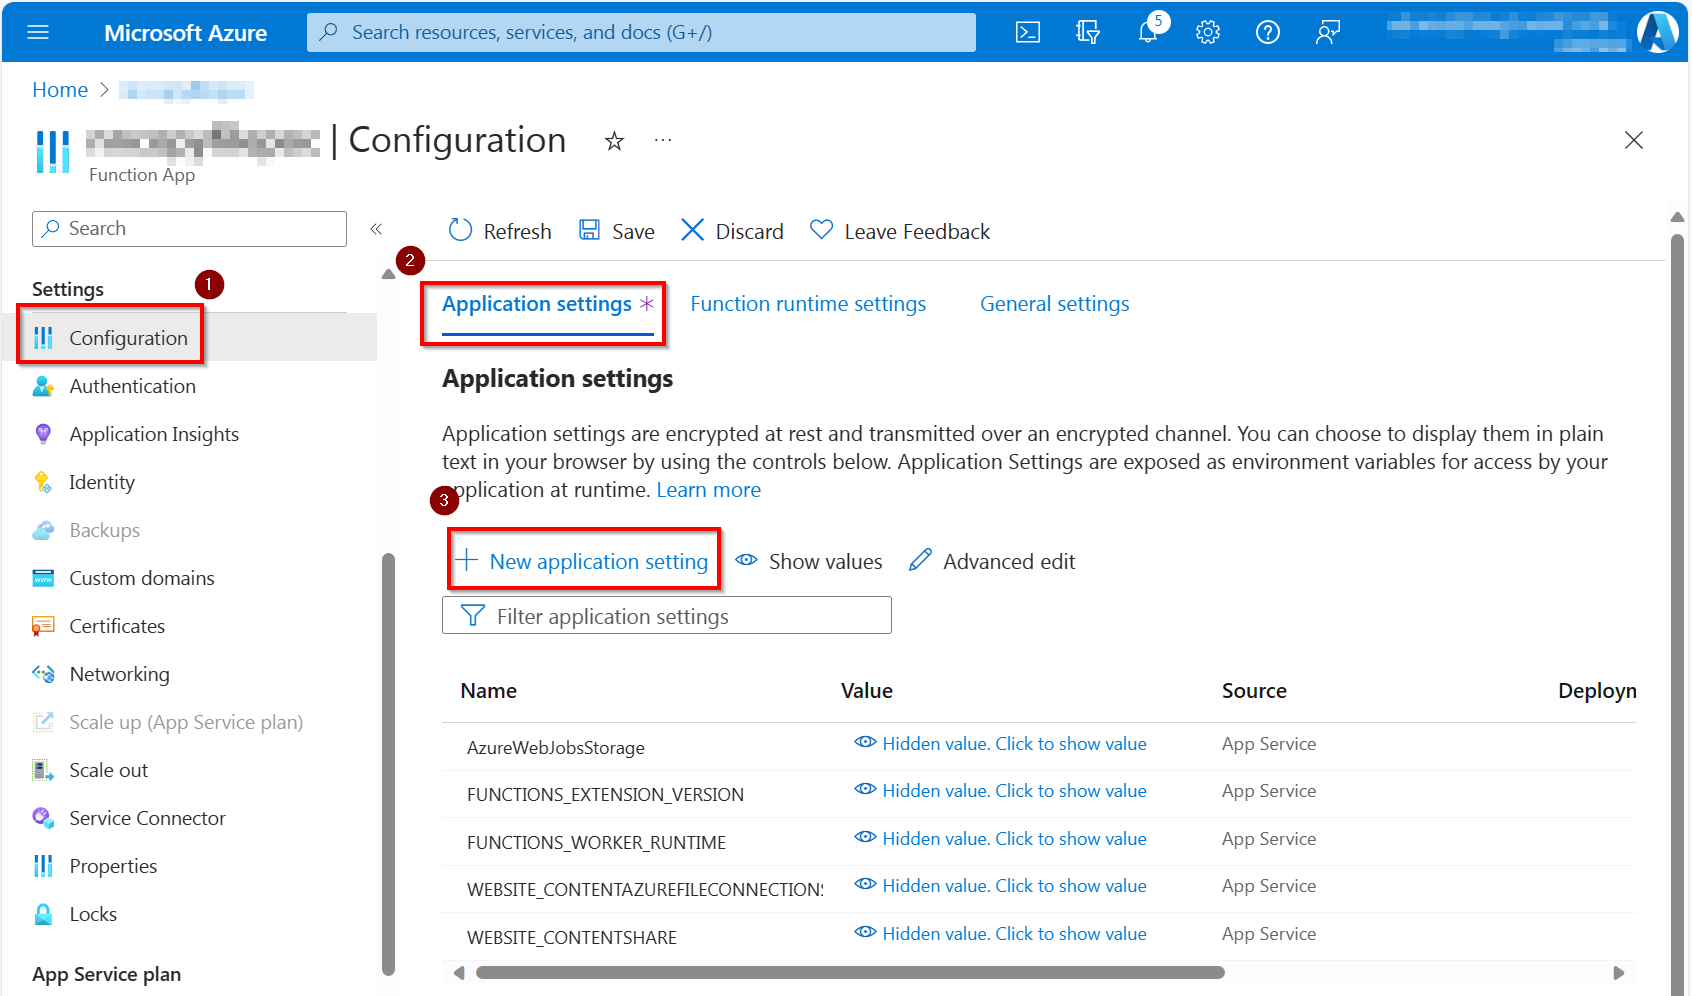 Microsoft Azure
Search resources, services, and docs (G+/)
5
Home >
| Configuration
Function App
Search
«
Refresh
Save
Discard
Leave Feedback
Settings
1
Configuration
Authentication
Application Insights
Identity
Backups
Custom domains
Certificates
Networking
Scale up (App Service plan)
Scale out
Service Connector
Properties
Locks
App Service plan
2
Application settings *
Function runtime settings
General settings
Application settings
Application settings are encrypted at rest and transmitted over an encrypted channel. You can choose to display them in plain
text in your browser by using the controls below. Application Settings are exposed as environment variables for access by your
pplication at runtime. Learn more
3
+ New application setting
Show values
Advanced edit
Filter application settings
Name Value Source Deployn
AzureWebJobsStorage Hidden value. Click to show value App Service
FUNCTIONS_EXTENSION_VERSION Hidden value. Click to show value App Service
FUNCTIONS_WORKER_RUNTIME Hidden value. Click to show value App Service
WEBSITE_CONTENTAZUREFILECONNECTIONS Hidden value. Click to show value App Service
WEBSITE_CONTENTSHARE Hidden value. Click to show value App Service